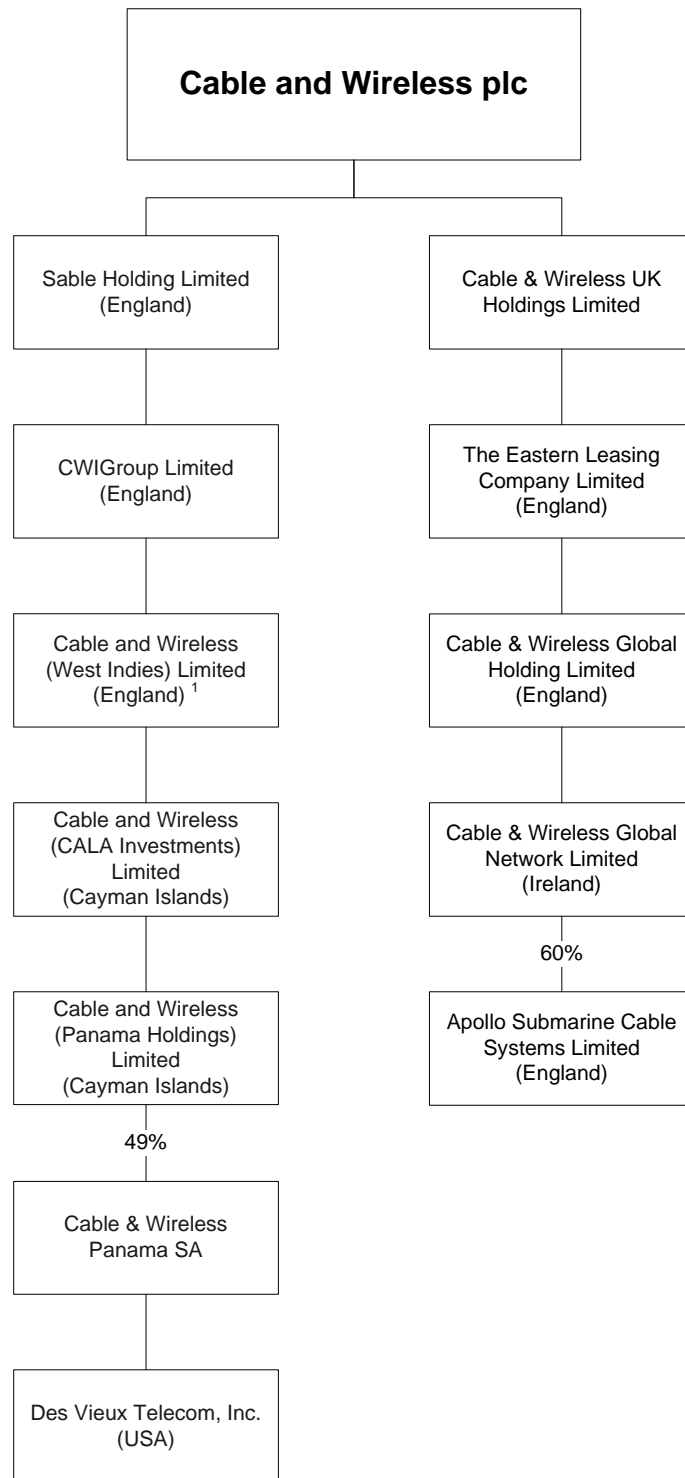 Cable and Wireless plc
Sable Holding Limited
(England)
CWIGroup Limited
(England)
Cable and Wireless
(West Indies) Limited
(England) 1
Cable and Wireless
(CALA Investments)
Limited
(Cayman Islands)
Cable and Wireless
(Panama Holdings)
Limited
(Cayman Islands)
49%
Cable & Wireless
Panama SA
Des Vieux Telecom, Inc.
(USA)
Cable & Wireless UK
Holdings Limited
The Eastern Leasing
Company Limited
(England)
Cable & Wireless Global
Holding Limited
(England)
Cable & Wireless Global
Network Limited
(Ireland)
60%
Apollo Submarine Cable
Systems Limited
(England)